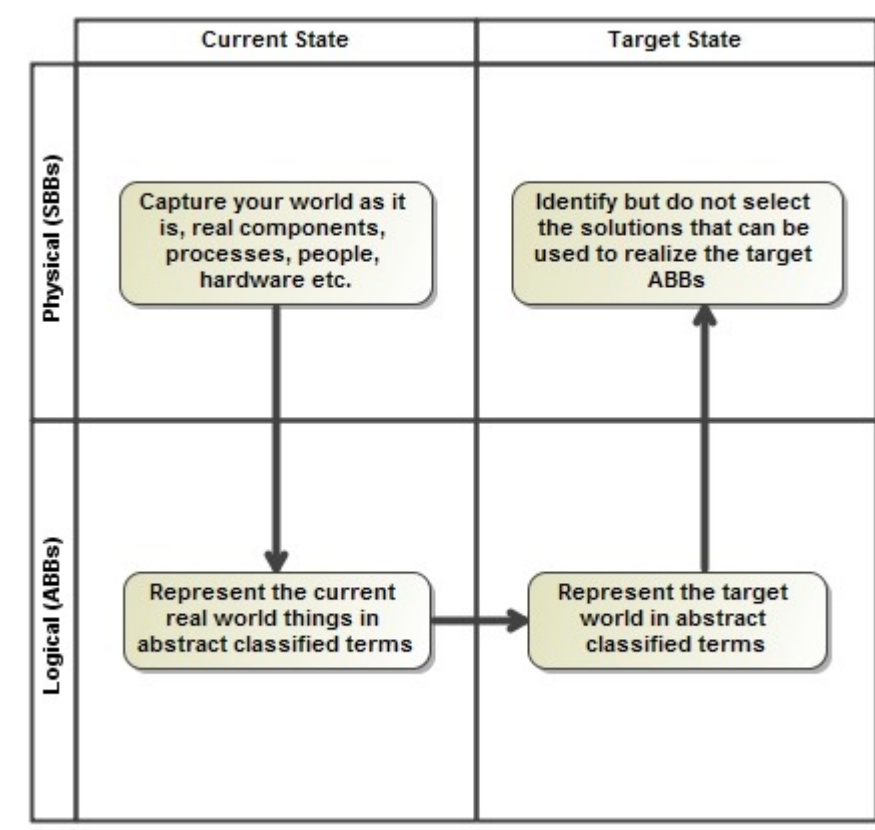 Current State
Target State
Physical (SBBs)
Capture your world as it
is, real components,
processes, people,
hardware etc.
Identify but do not select
the solutions that can be
used to realize the target
ABBs
Logical (ABBs)
Represent the current
real world things in
abstract classified terms
Represent the target
world in abstract
classified terms